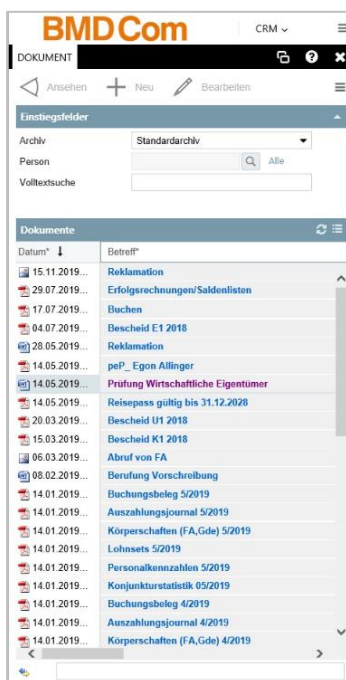 BMDCom
CRM
DOKUMENT
Ansehen Neu Bearbeiten
Einstiegsfelder
Archiv Standardarchiv
Person Alle
Volltextsuche
Dokumente
Datum* Betreff*
15.11.2019... Reklamation
29.07.2019... Erfolgsrechnungen/Saldenlisten
17.07.2019... Buchen
04.07.2019... Bescheid E1 2018
28.05.2019... Reklamation
14.05.2019... peP_ Egon Allinger
14.05.2019... Prüfung Wirtschaftliche Eigentümer
14.05.2019... Reisepass gültig bis 31.12.2028
20.03.2019... Bescheid U1 2018
15.03.2019... Bescheid K1 2018
06.03.2019... Abruf von FA
08.02.2019... Berufung Vorschreibung
14.01.2019... Buchungsbeleg 5/2019
14.01.2019... Auszahlungsjournal 5/2019
14.01.2019... Körperschaften (FA,Gde) 5/2019
14.01.2019... Lohnsets 5/2019
14.01.2019... Personalkennzahlen 5/2019
14.01.2019... Konjunkturstatistik 05/2019
14.01.2019... Buchungsbeleg 4/2019
14.01.2019... Auszahlungsjournal 4/2019
14.01.2019... Körperschaften (FA,Gde) 4/2019